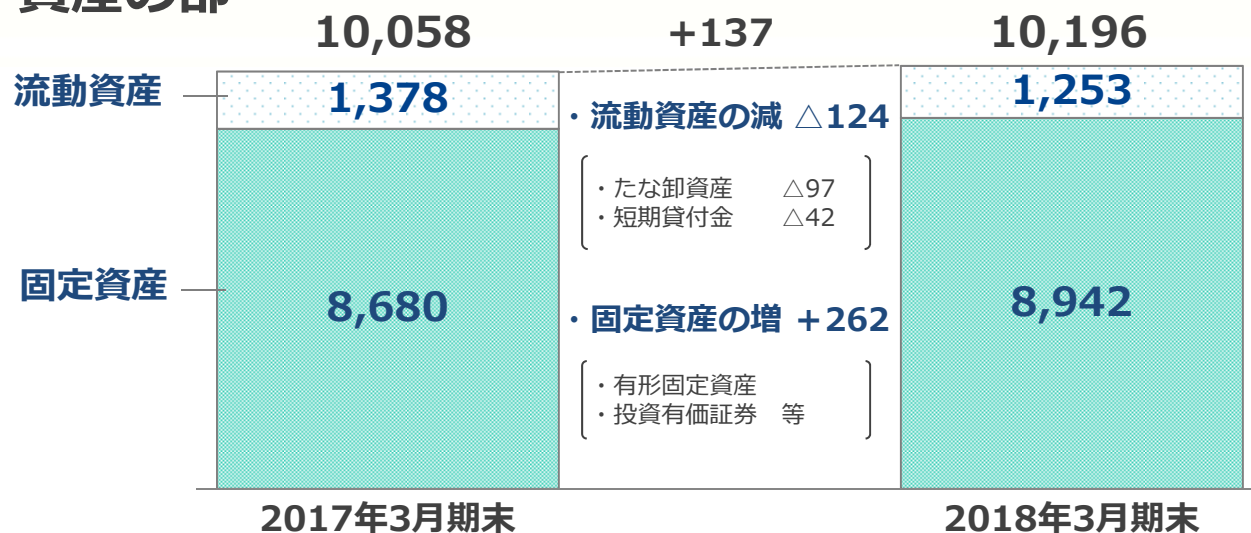 資産の部
10,058 +137 10,196
流動資産
1,378
1,253
・流動資産の減 △124
・たな卸資産 △97
・短期貸付金 △42
固定資産
8,680
8,942
・固定資産の増 +262
・有形固定資産
・投資有価証券 等
2017年3月期末 2018年3月期末